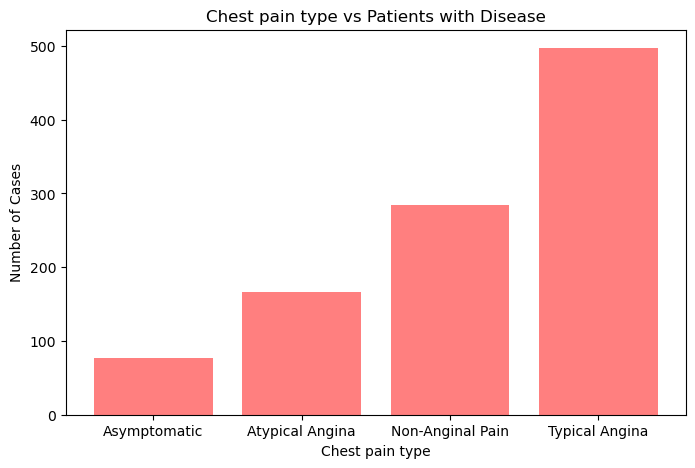 Chest pain type vs Patients with Disease
Number of Cases
500
400
300
200
100
0
Asymptomatic Atypical Angina Non-Anginal Pain Typical Angina
Chest pain type